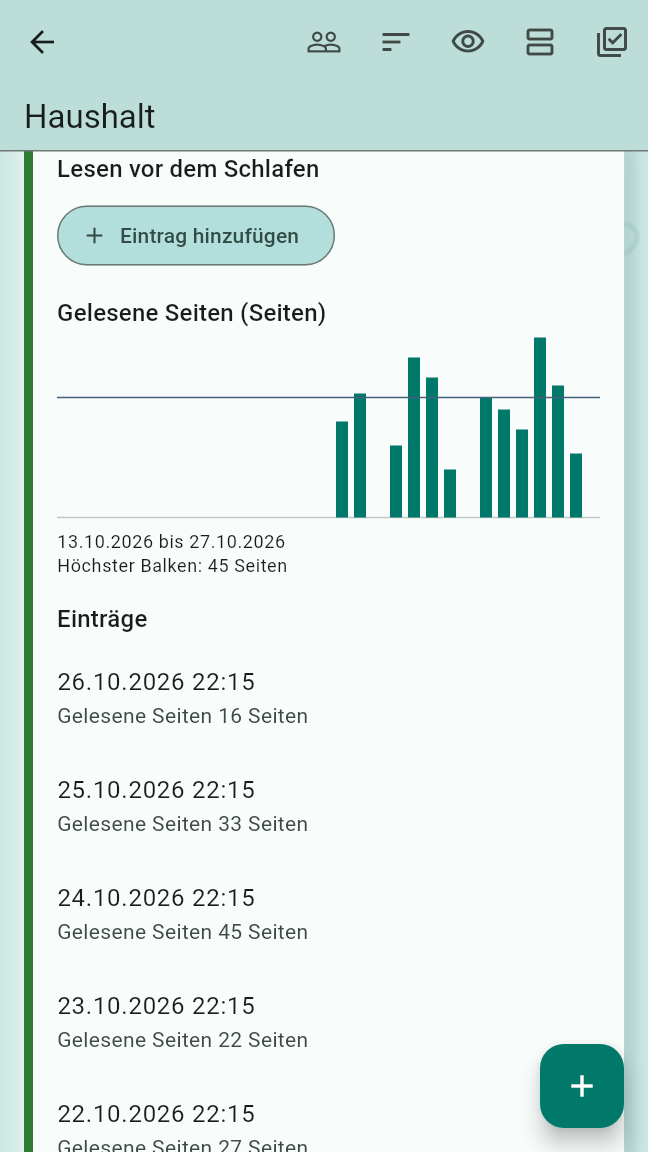 Haushalt
Lesen vor dem Schlafen
Eintrag hinzufügen
Gelesene Seiten (Seiten)
13.10.2026 bis 27.10.2026
Höchster Balken: 45 Seiten
Einträge
26.10.2026 22:15
Gelesene Seiten 16 Seiten
25.10.2026 22:15
Gelesene Seiten 33 Seiten
24.10.2026 22:15
Gelesene Seiten 45 Seiten
23.10.2026 22:15
Gelesene Seiten 22 Seiten
22.10.2026 22:15
Gelesene Seiten 27 Seiten